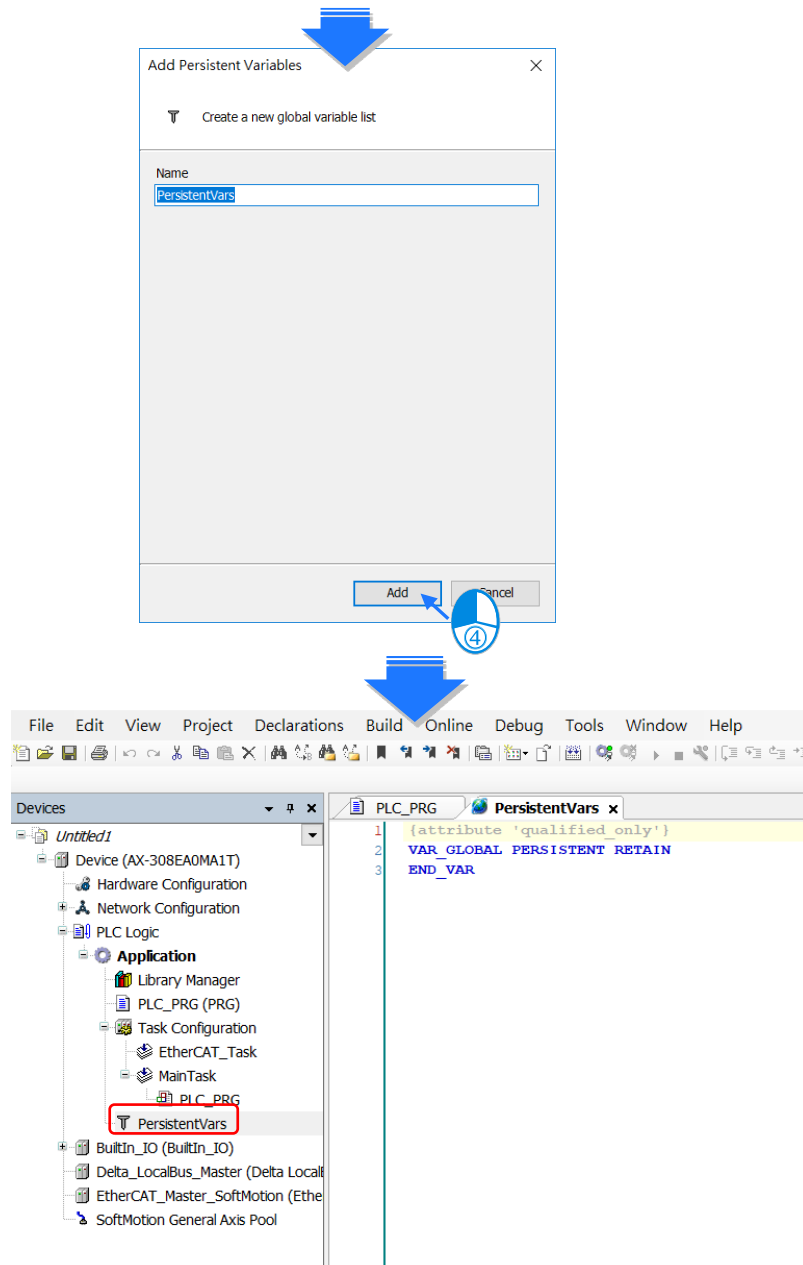 Add Persistent Variables
Create a new global variable list
Name
PersistentVars
Add
Cancel
④
File Edit View Project Declarations Build Online Debug Tools Window Help
Devices
PLC_PRG
PersistentVars
Untitled1
Device (AX-308EA0MA1T)
Hardware Configuration
Network Configuration
PLC Logic
Application
Library Manager
PLC_PRG (PRG)
Task Configuration
EtherCAT_Task
MainTask
PLC_PRG
PersistentVars
BuiltIn_IO (BuiltIn_IO)
Delta_LocalBus_Master (Delta Local
EtherCAT_Master_SoftMotion (Ethe
SoftMotion General Axis Pool
1 {attribute 'qualified_only'}
2 VAR_GLOBAL PERSISTENT RETAIN
3 END_VAR